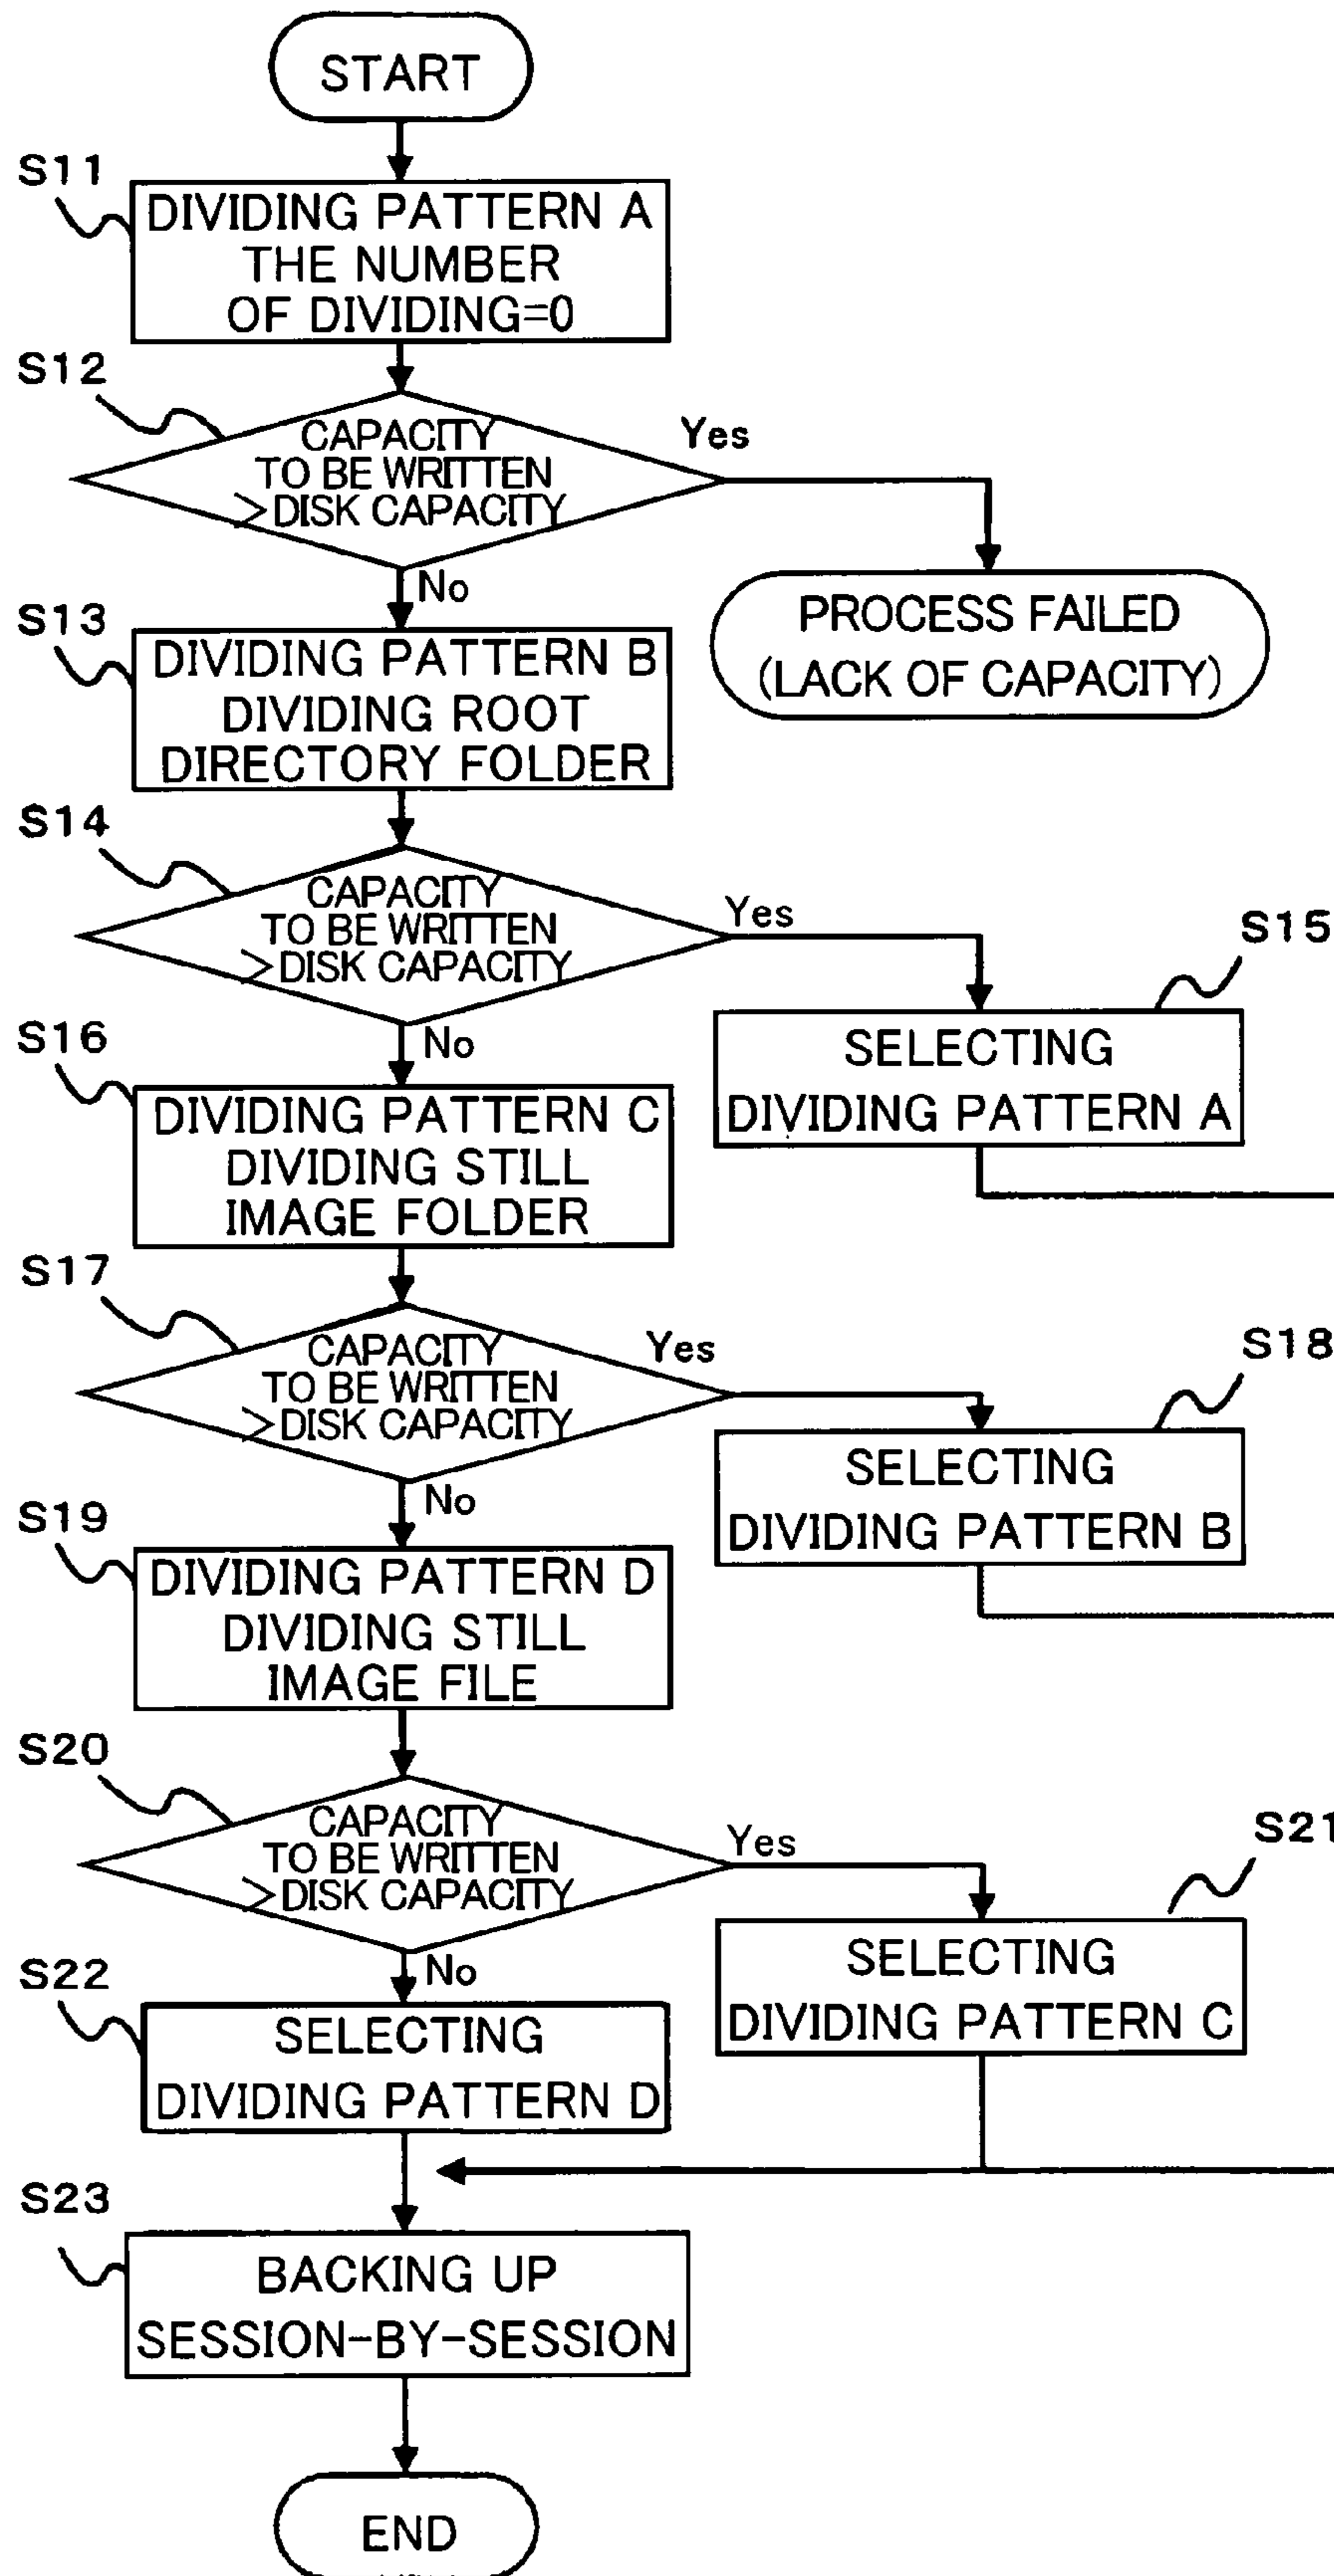 START
S11
DIVIDING PATTERN A
THE NUMBER
OF DIVIDING=0
S12
CAPACITY
TO BE WRITTEN
>DISK CAPACITY
Yes
No
PROCESS FAILED
(LACK OF CAPACITY)
S13
DIVIDING PATTERN B
DIVIDING ROOT
DIRECTORY FOLDER
S14
CAPACITY
TO BE WRITTEN
>DISK CAPACITY
Yes
No
S15
SELECTING
DIVIDING PATTERN A
S16
DIVIDING PATTERN C
DIVIDING STILL
IMAGE FOLDER
S17
CAPACITY
TO BE WRITTEN
>DISK CAPACITY
Yes
No
S18
SELECTING
DIVIDING PATTERN B
S19
DIVIDING PATTERN D
DIVIDING STILL
IMAGE FILE
S20
CAPACITY
TO BE WRITTEN
>DISK CAPACITY
Yes
No
S21
SELECTING
DIVIDING PATTERN C
S22
SELECTING
DIVIDING PATTERN D
S23
BACKING UP
SESSION-BY-SESSION
END